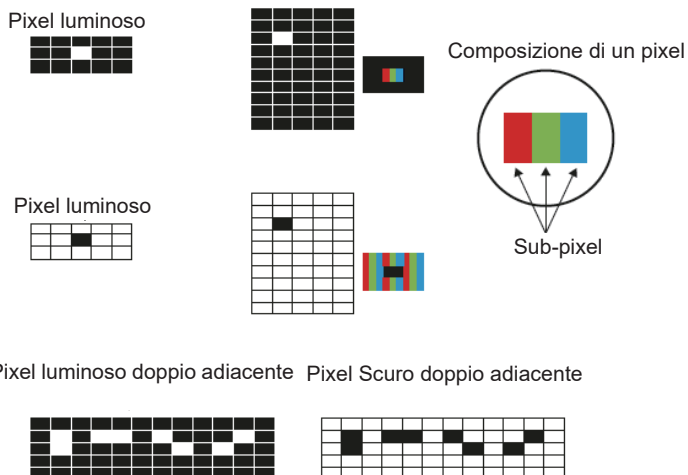 Pixel luminoso
Composizione di un pixel
Pixel luminoso
Sub-pixel
Pixel luminoso doppio adiacente
Pixel Scuro doppio adiacente